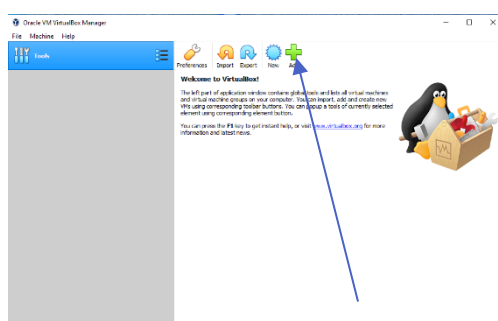 Oracle VM VirtualBox Manager
File Machine Help
Tools
Preferences Import Export New
Welcome to VirtualBox!
The left part of application window contains global tools and lists all virtual machines
and virtual machine groups on your computer. You can import, add and create new
VMs using corresponding toolbar buttons. You can popup a tools of currently selected
element using corresponding element button.
You can press the F1 key to get instant help, or visit www.virtualbox.org for more
information and latest news.